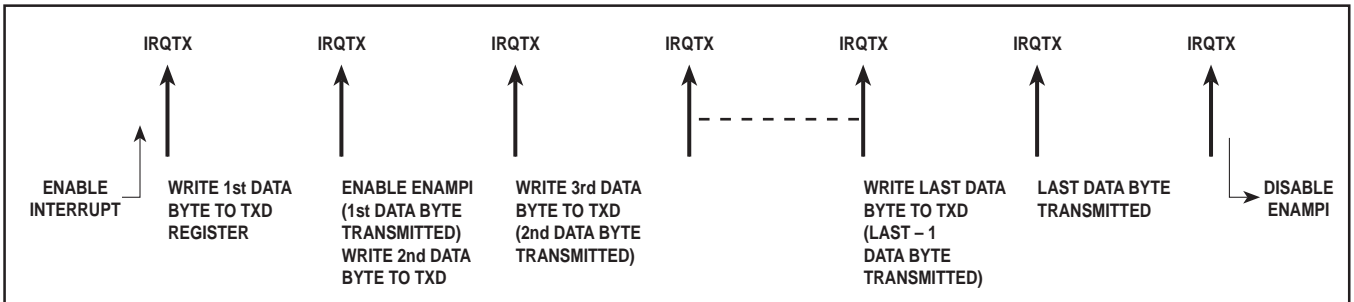 IRQTX IRQTX IRQTX IRQTX IRQTX IRQTX IRQTX
ENABLE
INTERRUPT
WRITE 1st DATA
BYTE TO TXD
REGISTER
ENABLE ENAMPI
(1st DATA BYTE
TRANSMITTED)
WRITE 2nd DATA
BYTE TO TXD
WRITE 3rd DATA
BYTE TO TXD
(2nd DATA BYTE
TRANSMITTED)
WRITE LAST DATA
BYTE TO TXD
(LAST – 1
DATA BYTE
TRANSMITTED)
LAST DATA BYTE
TRANSMITTED
DISABLE
ENAMPI